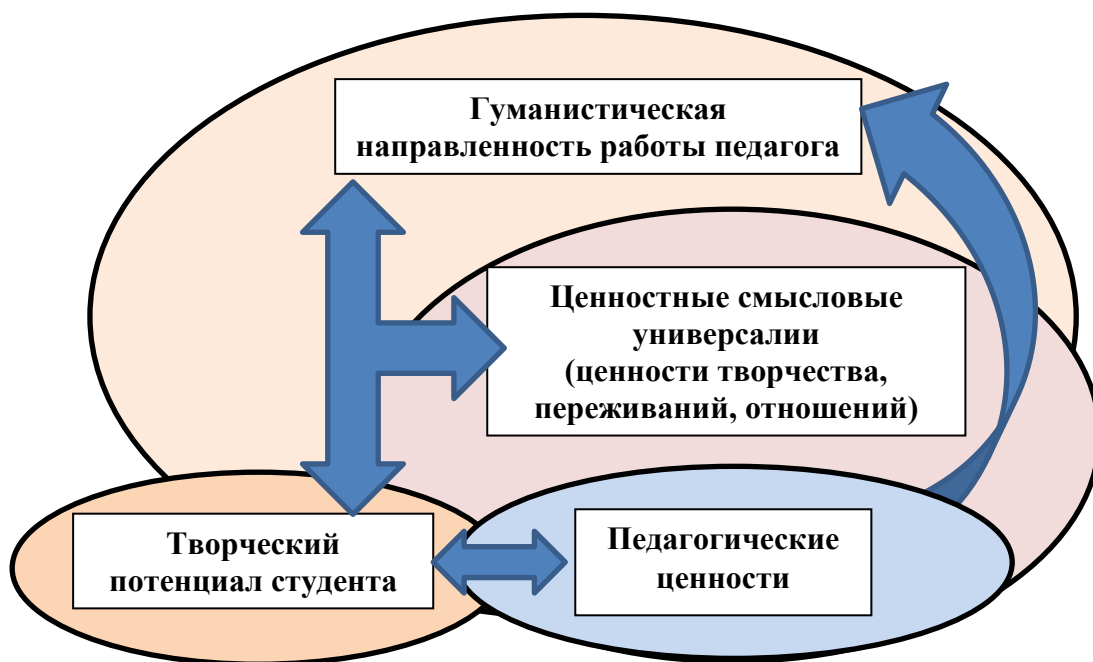 Гуманистическая
направленность работы педагога
Ценностные смысловые
универсалии
(ценности творчества,
переживаний, отношений)
Творческий
потенциал студента
Педагогические
ценности